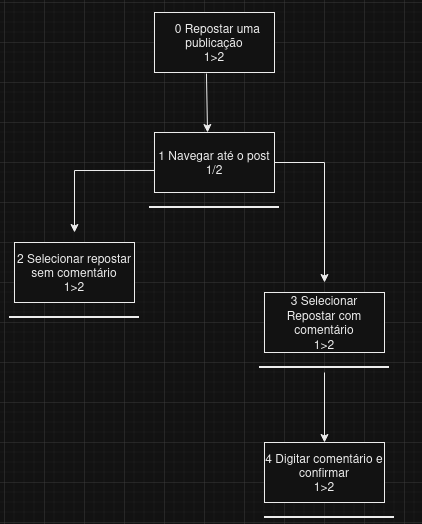 0 Repostar uma
publicação
1>2
1 Navegar até o post
1/2
2 Selecionar repostar
sem comentário
1>2
3 Selecionar
Repostar com
comentário
1>2
4 Digitar comentário e
confirmar
1>2